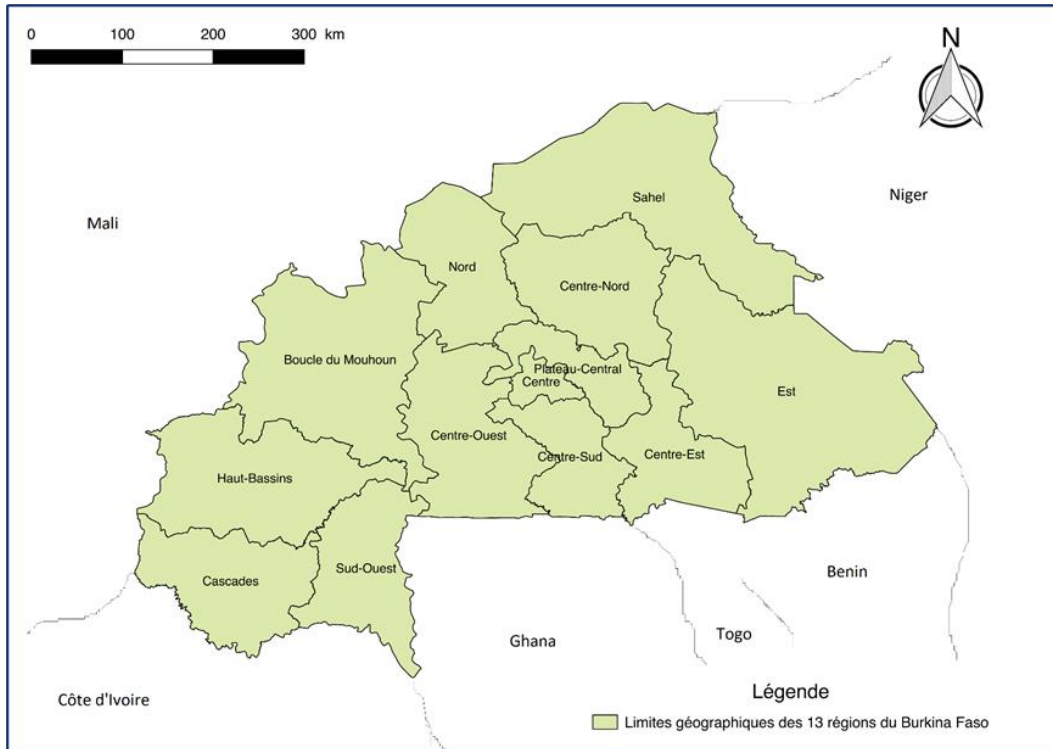 0 100 200 300 km
N
Sahel
Niger
Mali
Nord
Centre-Nord
Boucle du Mouhoun
Plateau-Central
Centre
Est
Centre-Ouest
Centre-Sud
Centre-Est
Haut-Bassins
Sud-Ouest
Cascades
Benin
Togo
Ghana
Côte d'Ivoire
Légende
Limites géographiques des 13 régions du Burkina Faso